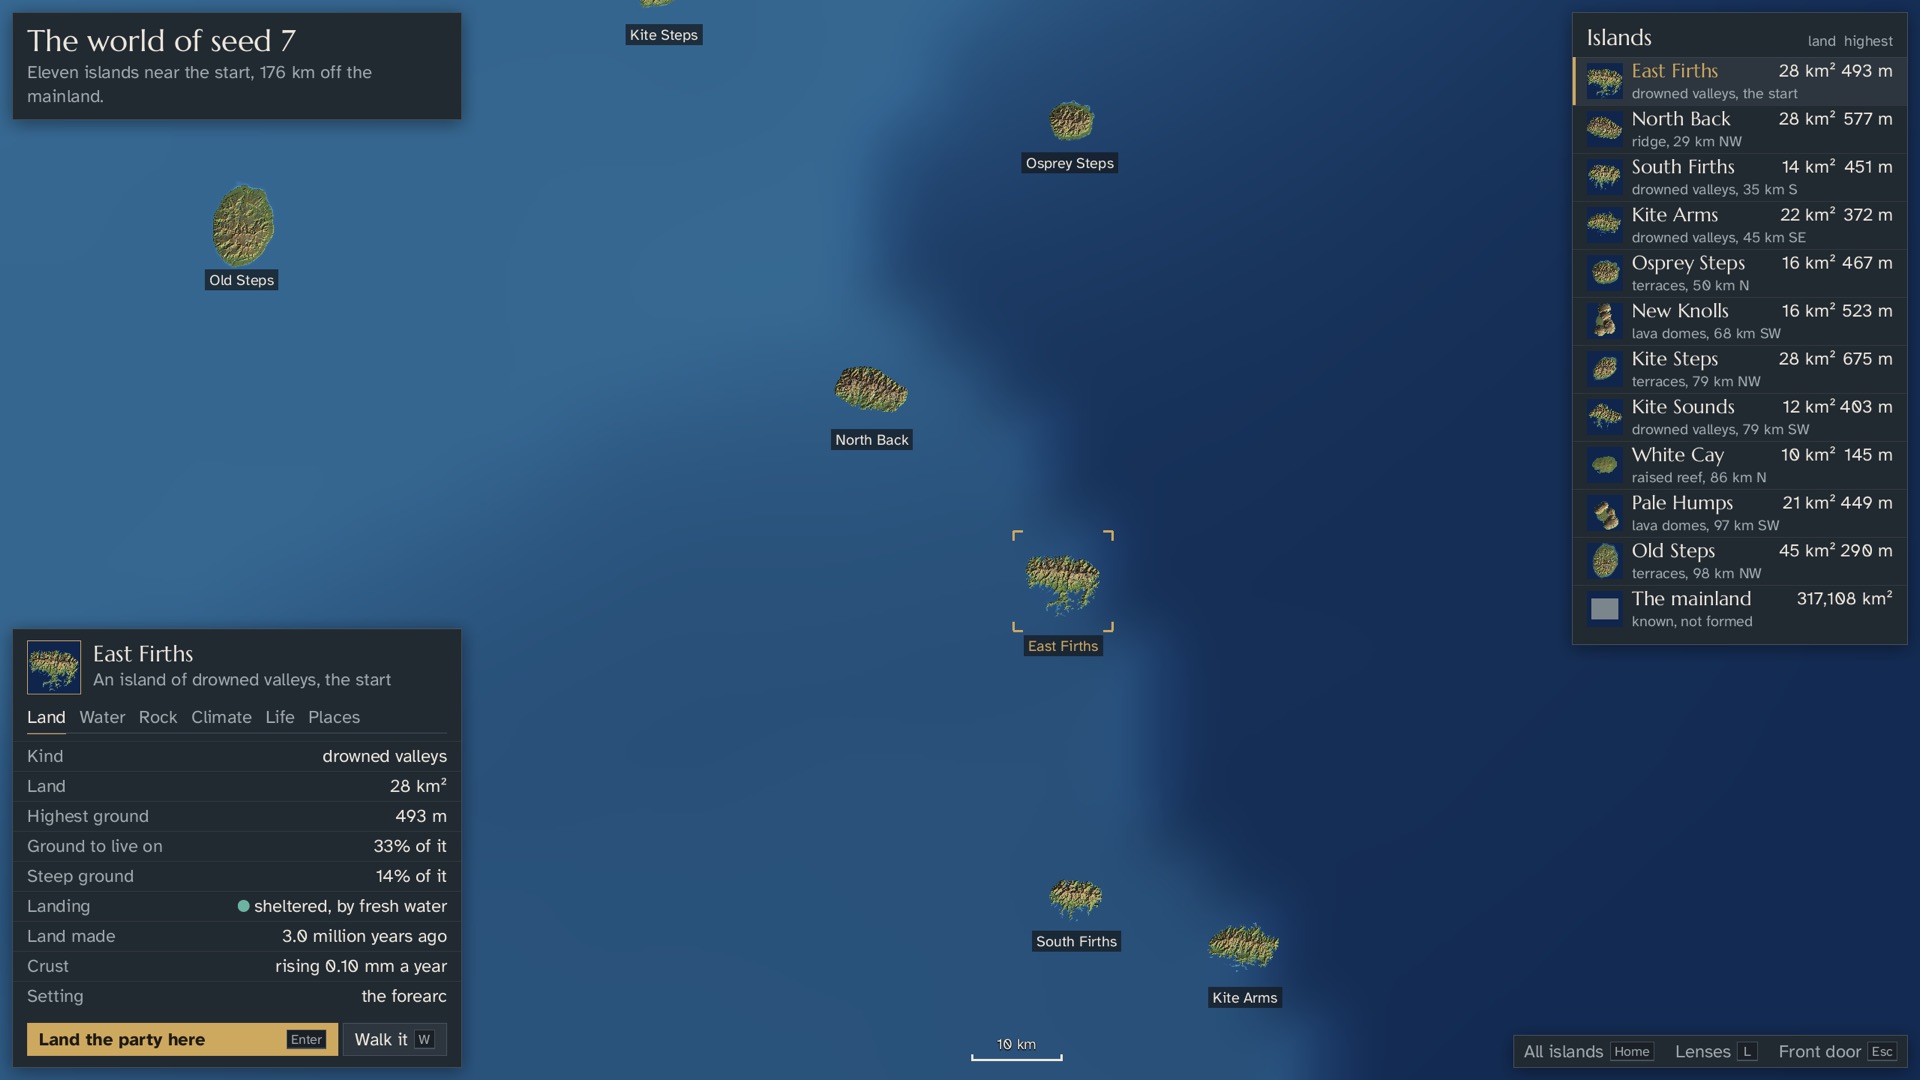 The world of seed 7
Eleven islands near the start, 176 km off the
mainland.
Kite Steps
Osprey Steps
Old Steps
North Back
East Firths
South Firths
Kite Arms
10 km
Islands
land highest
East Firths 28 km² 493 m
drowned valleys, the start
North Back 28 km² 577 m
ridge, 29 km NW
South Firths 14 km² 451 m
drowned valleys, 35 km S
Kite Arms 22 km² 372 m
drowned valleys, 45 km SE
Osprey Steps 16 km² 467 m
terraces, 50 km N
New Knolls 16 km² 523 m
lava domes, 68 km SW
Kite Steps 28 km² 675 m
terraces, 79 km NW
Kite Sounds 12 km² 403 m
drowned valleys, 79 km SW
White Cay 10 km² 145 m
raised reef, 86 km N
Pale Humps 21 km² 449 m
lava domes, 97 km SW
Old Steps 45 km² 290 m
terraces, 98 km NW
The mainland 317,108 km²
known, not formed
East Firths
An island of drowned valleys, the start
Land Water Rock Climate Life Places
Kind drowned valleys
Land 28 km²
Highest ground 493 m
Ground to live on 33% of it
Steep ground 14% of it
Landing sheltered, by fresh water
Land made 3.0 million years ago
Crust rising 0.10 mm a year
Setting the forearc
Land the party here Enter Walk it W
All islands Home Lenses L Front door Esc